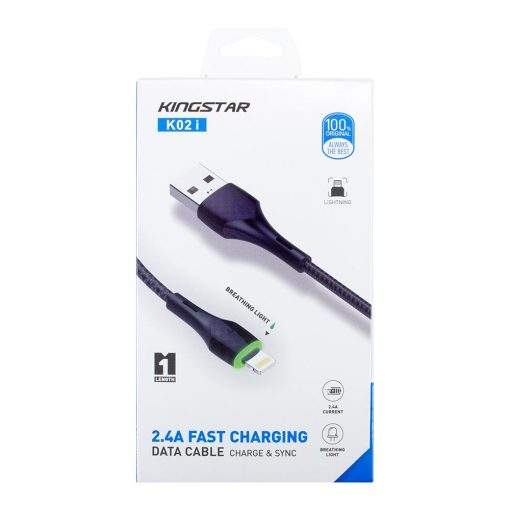 KINGSTAR
K02 i
100%
ORIGINAL
ALWAYS
THE BEST
LIGHTNING
BREATHING LIGHT
1M
LENGTH
2.4A
CURRENT
2.4A FAST CHARGING
DATA CABLE CHARGE & SYNC
BREATHING
LIGHT